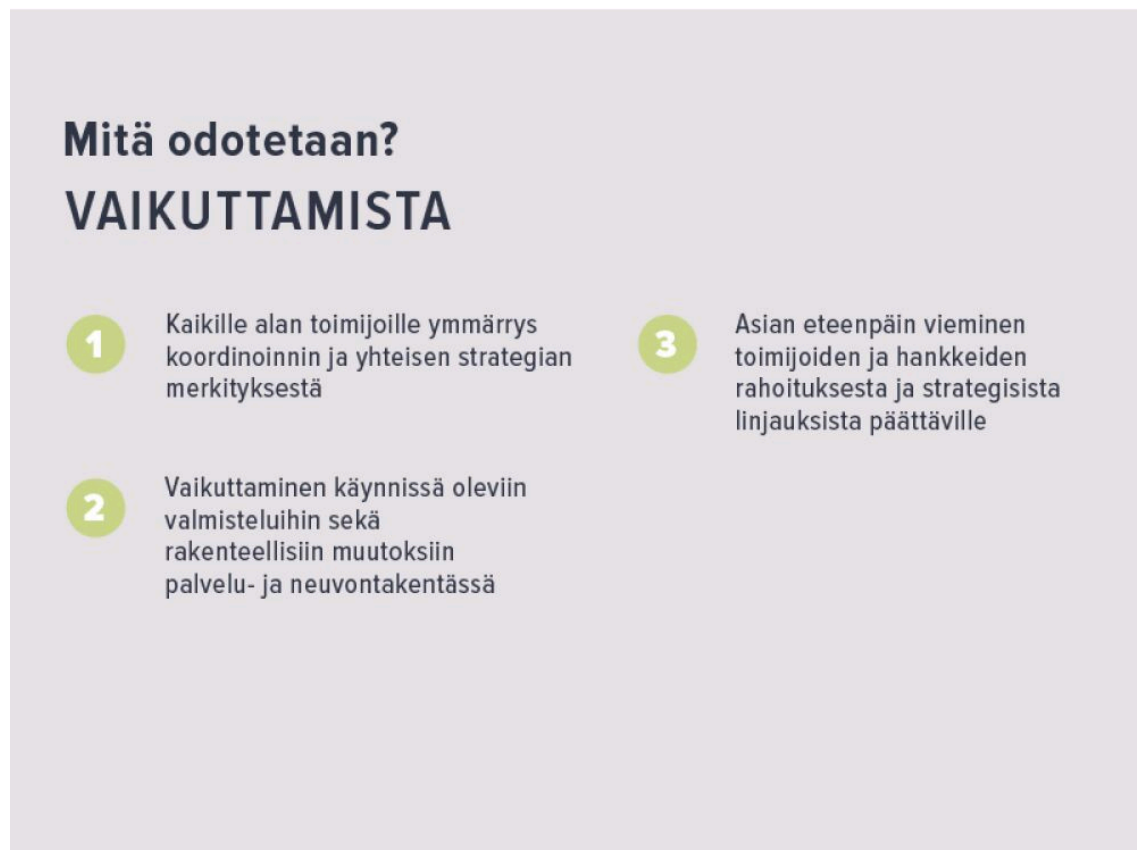 Mitä odotetaan?
VAIKUTTAMISTA
1
Kaikille alan toimijoille ymmärrys
koordinoinnin ja yhteisen strategian
merkityksestä
2
Vaikuttaminen käynnissä oleviin
valmisteluihin sekä
rakenteellisiin muutoksiin
palvelu- ja neuvontakentässä
3
Asian eteenpäin vieminen
toimijoiden ja hankkeiden
rahoituksesta ja strategisista
linjauksista päättäville